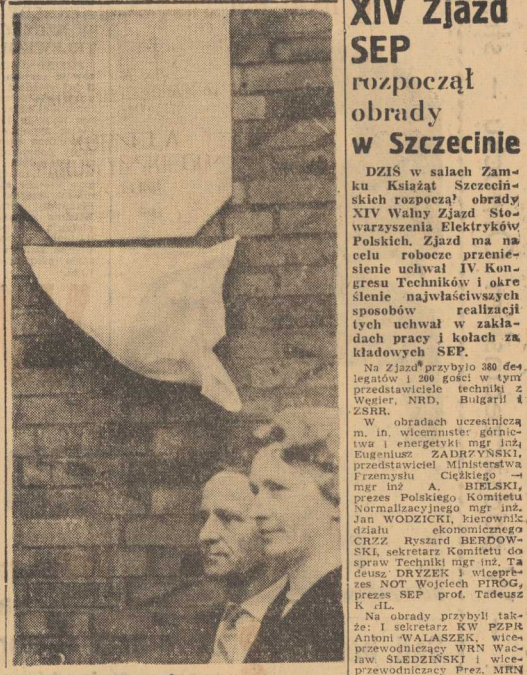 XIV Zjazd
SEP
rozpoczął
obrady
w Szczecinie
DZIŚ w salach Zam-
ku Książąt Szczeciń-
skich rozpoczął obrady
XIV Walny Zjazd Sto-
warzyszenia Elektryków
Polskich. Zjazd ma na
celu robocze przenie-
sienie uchwał IV Kon-
gresu Techników i okre
ślenie najwłaściwszych
sposobów realizacji
tych uchwał w zakła-
dach pracy i kołach za
kładowych SEP.
Na Zjazd przybyło 380 de-
legatów i 200 gości w tym
przedstawiciele techniki z
Węgier, NRD, Bułgarii i
ZSRR.
W obradach uczestniczą
m. in. wiceminister górnic-
twa i energetyki mgr inż.
Eugeniusz ZADRZYŃSKI,
przedstawiciel Ministerstwa
Przemysłu Ciężkiego —
mgr inż A. BIELSKI,
prezes Polskiego Komitetu
Normalizacyjnego mgr inż.
Jan WODZICKI, kierownik
działu ekonomicznego
CRZZ Ryszard BERDOW-
SKI, sekretarz Komitetu do
spraw Techniki mgr inż. Ta
deusz DRYZEK i wicepre-
zes NOT Wojciech PIRÓG,
prezes SEP prof. Tadeusz
Na obrady przybyli tak-
że: I sekretarz KW PZPR
Antoni WALASZEK, wice-
przewodniczący WRN Wac-
ław ŚLEDZIŃSKI i wice-
przewodniczący Prez. MRN